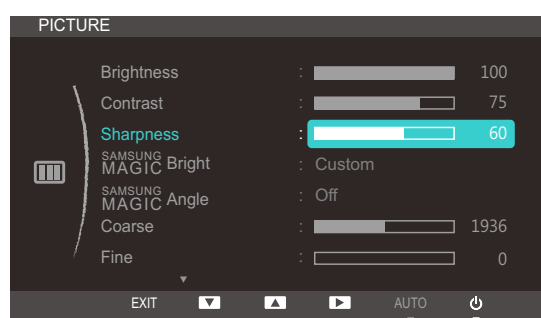 PICTURE
Brightness : 100
Contrast : 75
Sharpness : 60
SAMSUNG MAGIC Bright : Custom
SAMSUNG MAGIC Angle : Off
Coarse : 1936
Fine : 0
EXIT AUTO